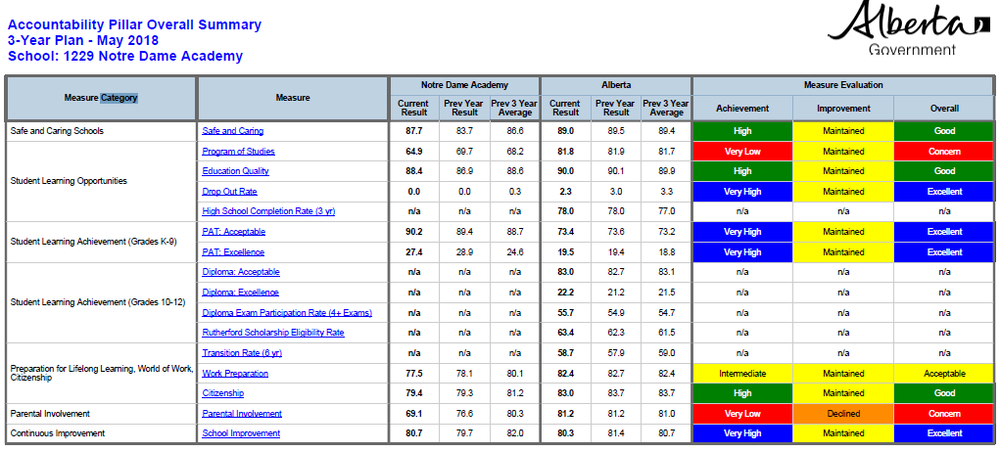 Accountability Pillar Overall Summary
3-Year Plan - May 2018
School: 1229 Notre Dame Academy
Alberta
Government
Measure Category Measure Notre Dame Academy Alberta Measure Evaluation
Current Result Prev Year Result Prev 3 Year Average Current Result Prev Year Result Prev 3 Year Average Achievement Improvement Overall
Safe and Caring Schools Safe and Caring 87.7 83.7 86.6 89.0 89.5 89.4 High Maintained Good
Student Learning Opportunities Program of Studies 64.9 69.7 68.2 81.8 81.9 81.7 Very Low Maintained Concern
Education Quality 88.4 86.9 88.6 90.0 90.1 89.9 High Maintained Good
Drop Out Rate 0.0 0.0 0.3 2.3 3.0 3.3 Very High Maintained Excellent
High School Completion Rate (3 yr) n/a n/a n/a 78.0 78.0 77.0 n/a n/a n/a
Student Learning Achievement (Grades K-9) PAT: Acceptable 90.2 89.4 88.7 73.4 73.6 73.2 Very High Maintained Excellent
PAT: Excellence 27.4 28.9 24.6 19.5 19.4 18.8 Very High Maintained Excellent
Student Learning Achievement (Grades 10-12) Diploma: Acceptable n/a n/a n/a 83.0 82.7 83.1 n/a n/a n/a
Diploma: Excellence n/a n/a n/a 22.2 21.2 21.5 n/a n/a n/a
Diploma Exam Participation Rate (4+ Exams) n/a n/a n/a 55.7 54.9 54.7 n/a n/a n/a
Rutherford Scholarship Eligibility Rate n/a n/a n/a 63.4 62.3 61.5 n/a n/a n/a
Preparation for Lifelong Learning, World of Work, Citizenship Transition Rate (6 yr) n/a n/a n/a 58.7 57.9 59.0 n/a n/a n/a
Work Preparation 77.5 78.1 80.1 82.4 82.7 82.4 Intermediate Maintained Acceptable
Citizenship 79.4 79.3 81.2 83.0 83.7 83.7 High Maintained Good
Parental Involvement Parental Involvement 69.1 76.6 80.3 81.2 81.2 81.0 Very Low Declined Concern
Continuous Improvement School Improvement 80.7 79.7 82.0 80.3 81.4 80.7 Very High Maintained Excellent